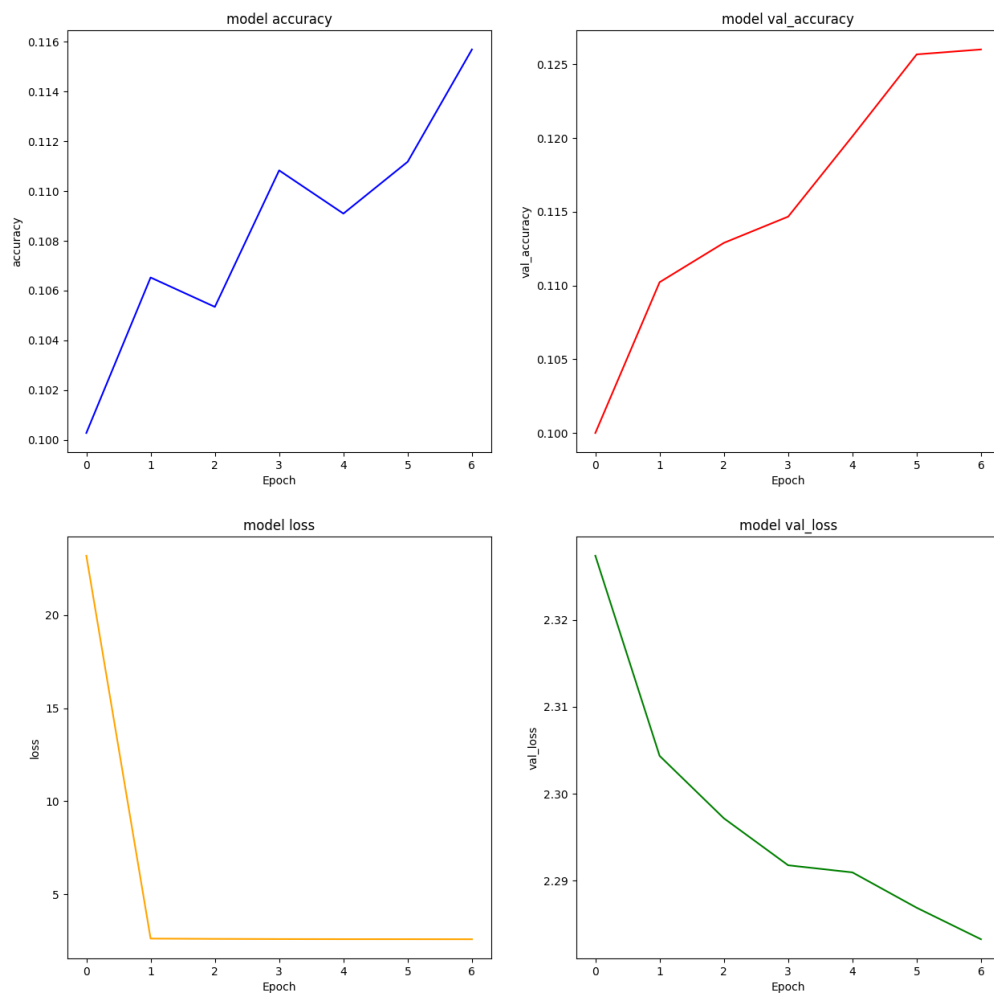 model accuracy
0.116
0.114
0.112
0.110
0.108
0.106
0.104
0.102
0.100
accuracy
0 1 2 3 4 5 6
Epoch
model val_accuracy
0.125
0.120
0.115
0.110
0.105
0.100
val_accuracy
0 1 2 3 4 5 6
Epoch
model loss
20
15
10
5
loss
0 1 2 3 4 5 6
Epoch
model val_loss
2.32
2.31
2.30
2.29
val_loss
0 1 2 3 4 5 6
Epoch